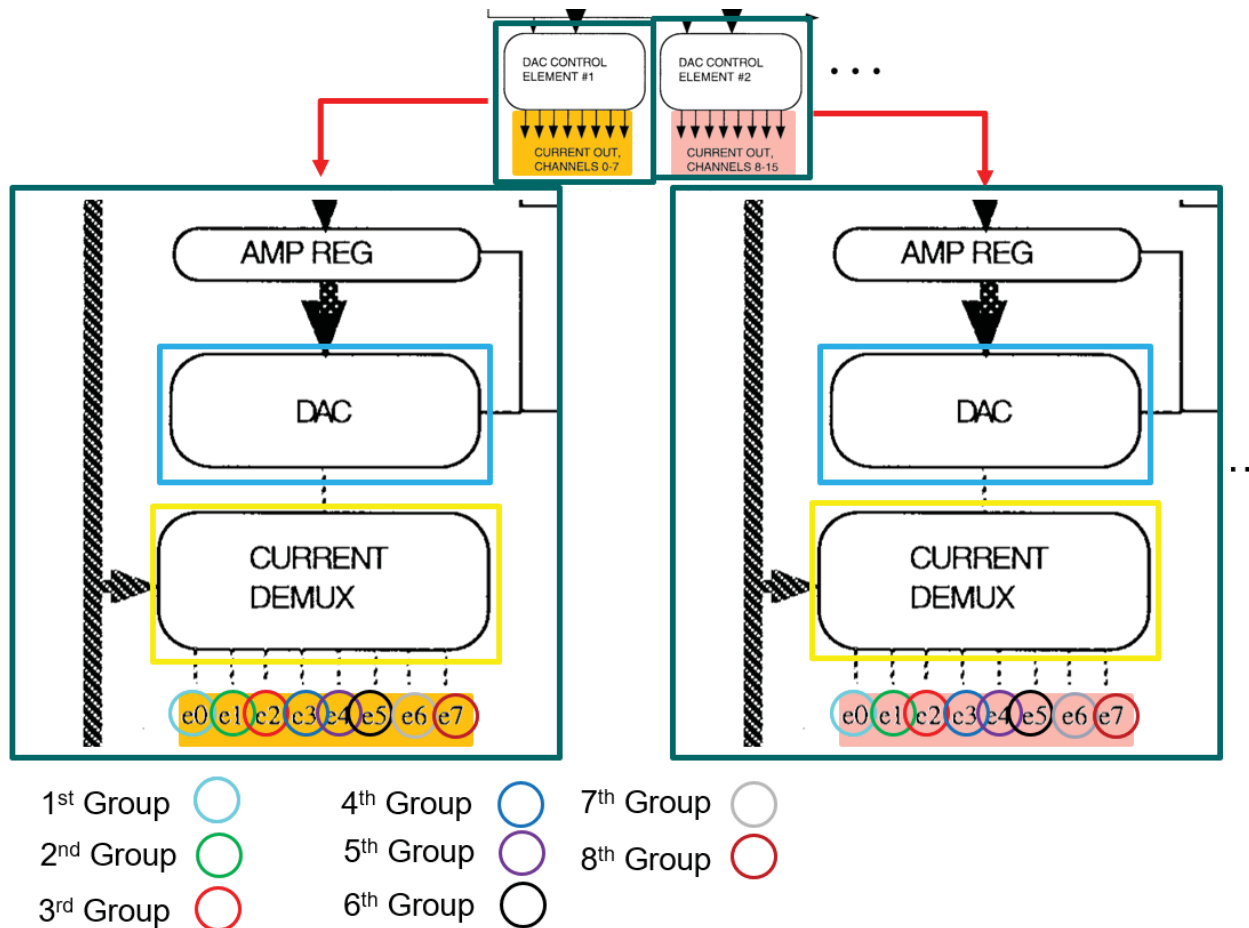 DAC CONTROL
ELEMENT #1
DAC CONTROL
ELEMENT #2
...
CURRENT OUT,
CHANNELS 0-7
CURRENT OUT,
CHANNELS 8-15
AMP REG
DAC
CURRENT
DEMUX
e0 e1 e2 e3 e4 e5 e6 e7
AMP REG
DAC
CURRENT
DEMUX
e0 e1 e2 e3 e4 e5 e6 e7
1st Group
2nd Group
3rd Group
4th Group
5th Group
6th Group
7th Group
8th Group